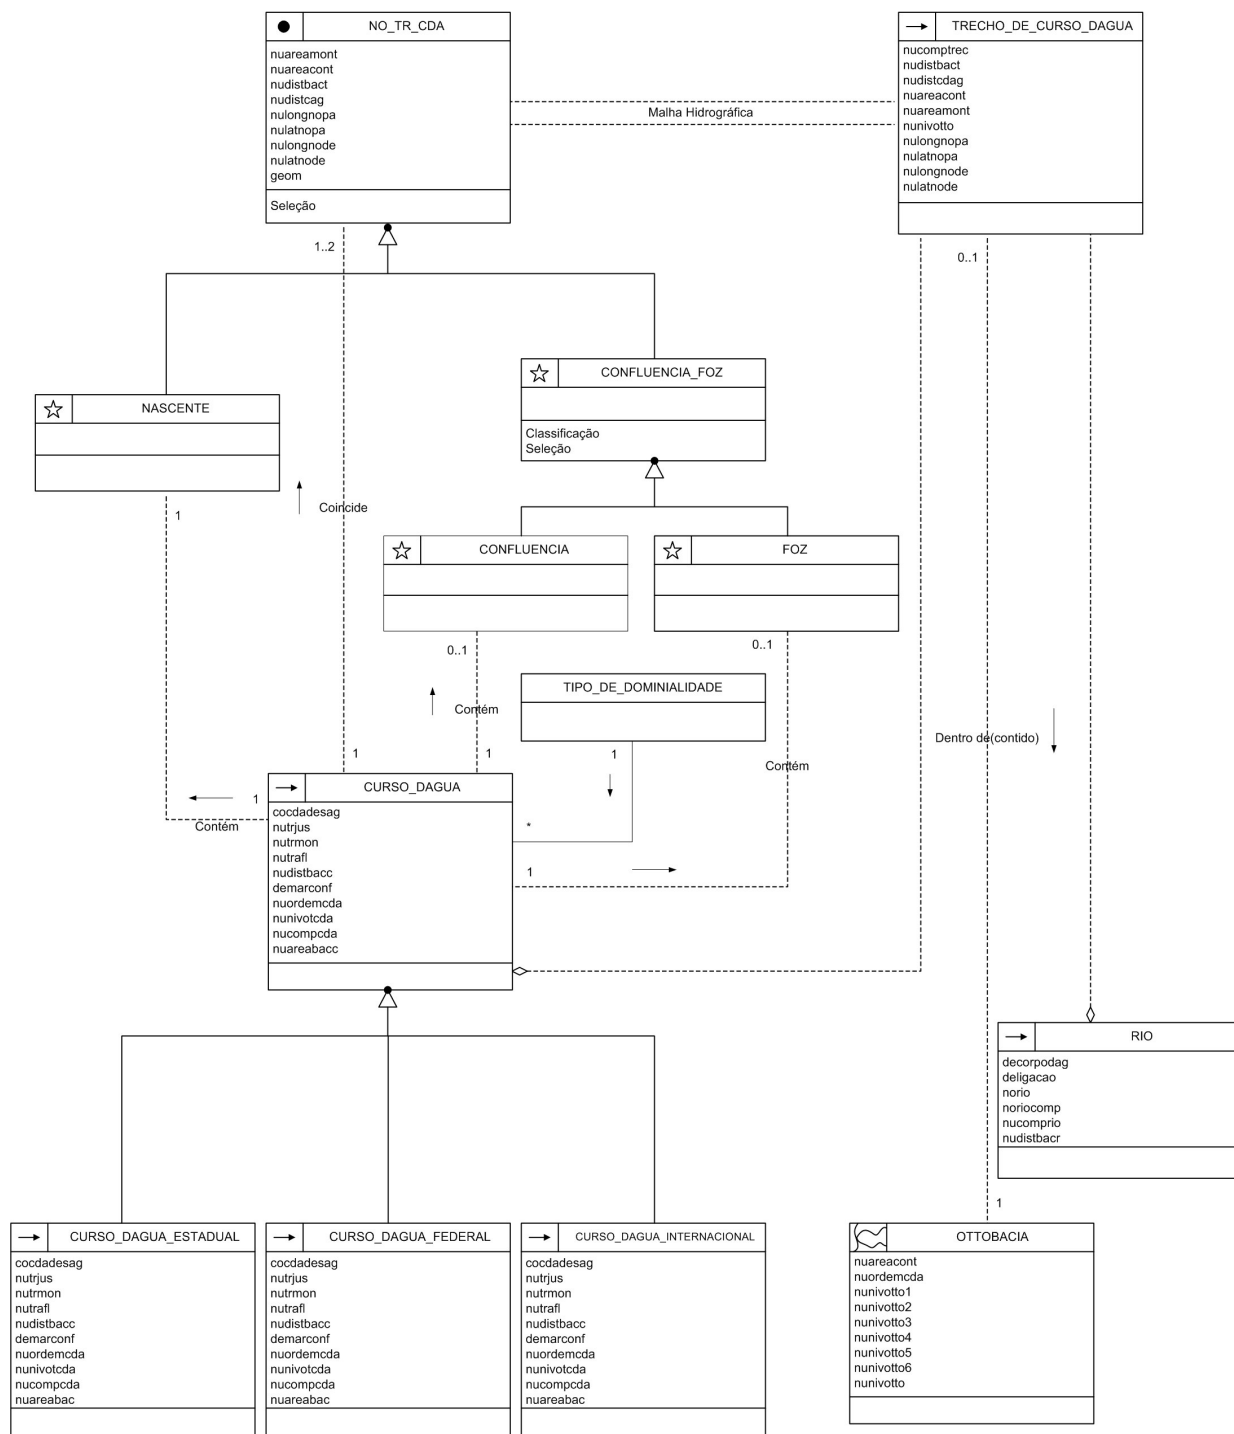 NO_TR_CDA
nuareamont
nuareacont
nudistbact
nudistcag
nulongnopa
nulatnopa
nulongnode
nulatnode
geom
Seleção
Malha Hidrográfica
TRECHO_DE_CURSO_DAGUA
nucomptrec
nudistbact
nudistcdag
nuareacont
nuareamont
nunivotto
nulongnopa
nulatnopa
nulongnode
nulatnode
1..2
0..1
CONFLUENCIA_FOZ
Classificação
Seleção
NASCENTE
1
Coincide
CONFLUENCIA
FOZ
0..1
0..1
TIPO_DE_DOMINIALIDADE
Contém
Dentro de(contido)
1
1
1
Contém
CURSO_DAGUA
1
Contém
*
1
cocdadesag
nutrjus
nutrmon
nutrafl
nudistbacc
demarconf
nuordemcda
nunivotcda
nucompcda
nuareabacc
RIO
decorpodag
deligacao
norio
noriocomp
nucomprio
nudistbacr
1
CURSO_DAGUA_ESTADUAL
cocdadesag
nutrjus
nutrmon
nutrafl
nudistbacc
demarconf
nuordemcda
nunivotcda
nucompcda
nuareabac
CURSO_DAGUA_FEDERAL
cocdadesag
nutrjus
nutrmon
nutrafl
nudistbacc
demarconf
nuordemcda
nunivotcda
nucompcda
nuareabac
CURSO_DAGUA_INTERNACIONAL
cocdadesag
nutrjus
nutrmon
nutrafl
nudistbacc
demarconf
nuordemcda
nunivotcda
nucompcda
nuareabac
OTTOBACIA
nuareacont
nuordemcda
nunivotto1
nunivotto2
nunivotto3
nunivotto4
nunivotto5
nunivotto6
nunivotto